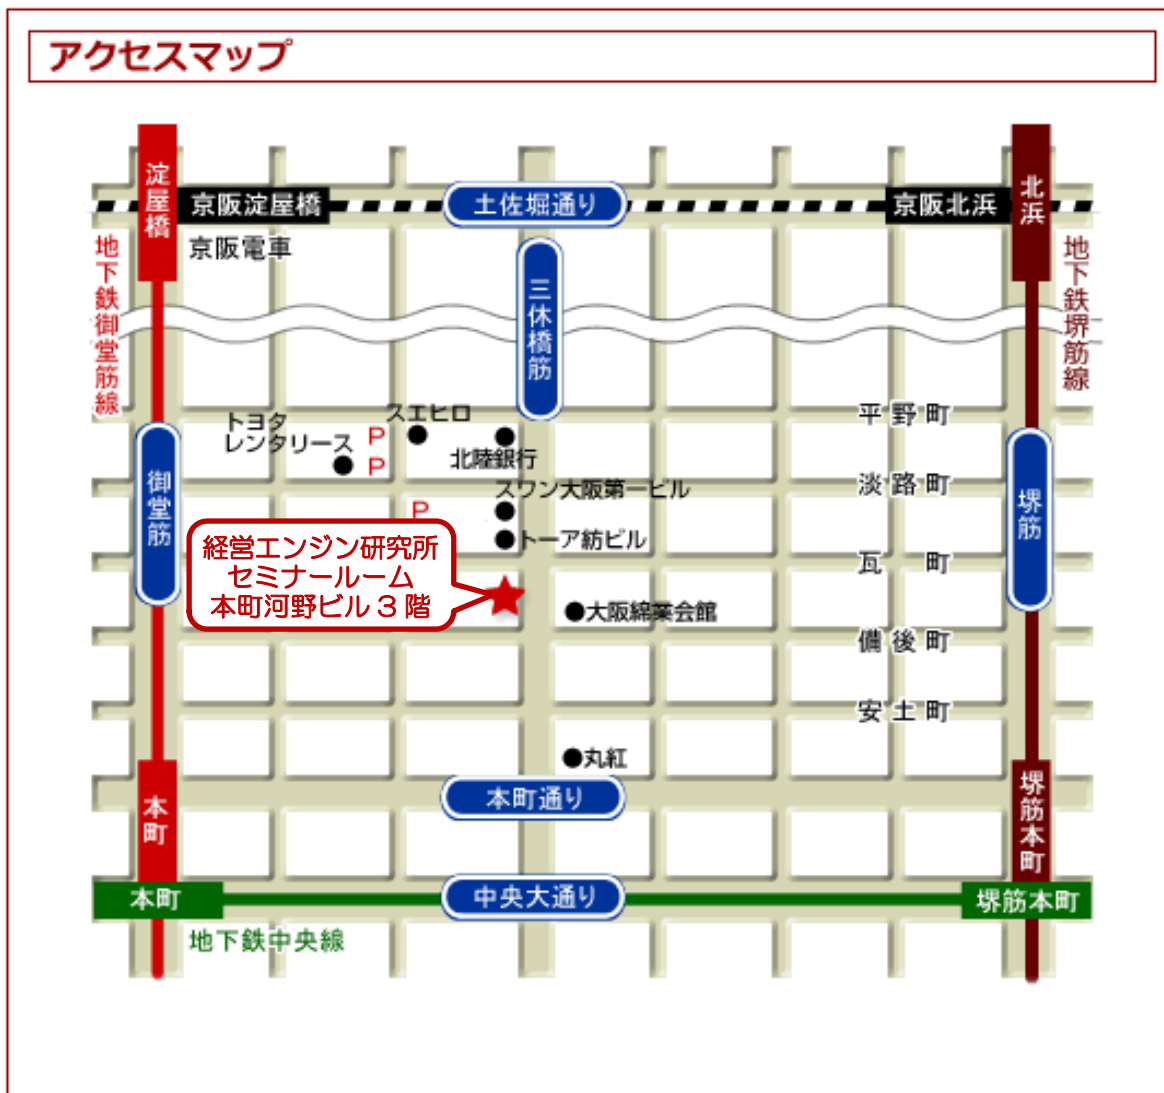 アクセスマップ
淀屋橋
京阪淀屋橋
土佐堀通り
京阪北浜
北浜
京阪電車
地下鉄御堂筋線
三休橋筋
地下鉄堺筋線
トヨタ
レンタリース
スエヒロ
P
P
北陸銀行
平野町
御堂筋
スワン大阪第一ビル
淡路町
堺筋
P
トーア紡ビル
経営エンジン研究所
セミナールーム
本町河野ビル3階
瓦 町
大阪綿業会館
備後町
安土町
丸紅
本町
本町通り
堺筋本町
本町
中央大通り
堺筋本町
地下鉄中央線